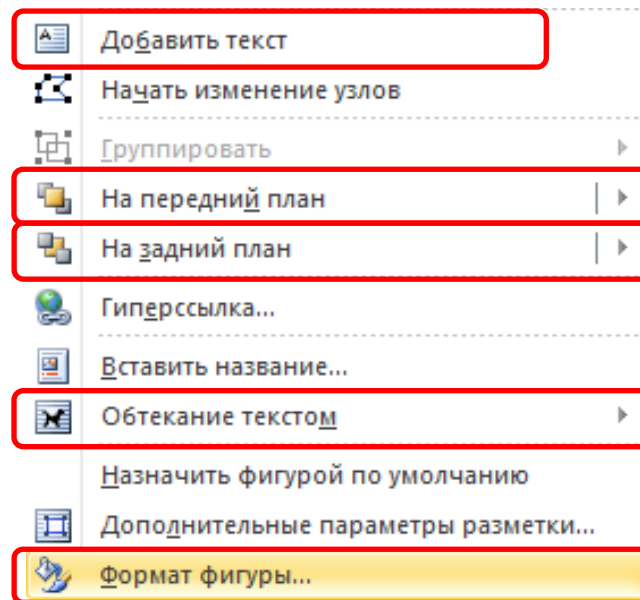 Добавить текст
Начать изменение узлов
Группировать
На передний план
На задний план
Гиперссылка...
Вставить название...
Обтекание текстом
Назначить фигурой по умолчанию
Дополнительные параметры разметки...
Формат фигуры...